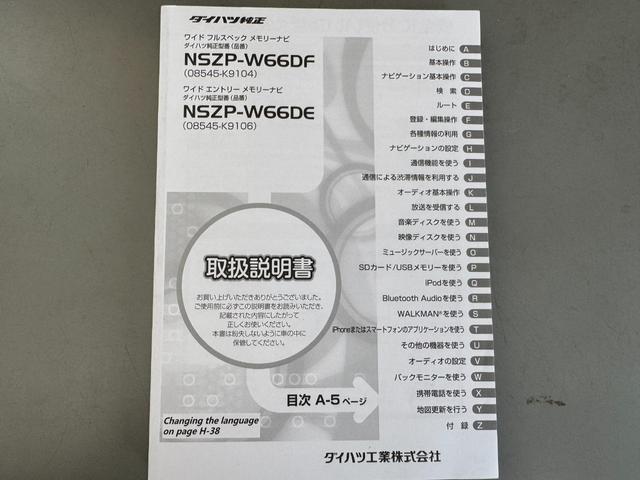 ダイハツ純正
ワイド フルスペック メモリーナビ
ダイハツ純正型番(品番)
NSZP-W66DF
(08545-K9104)
ワイド エントリー メモリーナビ
ダイハツ純正型番(品番)
NSZP-W66DE
(08545-K9106)
はじめに A
基本操作 B
ナビゲーション基本操作 C
検 索 D
ルート E
登録・編集操作 F
各種情報の利用 G
ナビゲーションの設定 H
通信機能を使う I
通信による渋滞情報を利用する J
オーディオ基本操作 K
放送を受信する L
音楽ディスクを使う M
映像ディスクを使う N
ミュージックサーバーを使う O
SDカード/USBメモリーを使う P
iPodを使う Q
Bluetooth Audioを使う R
WALKMAN®を使う S
iPhoneまたはスマートフォンのアプリケーションを使う T
その他の機器を使う U
オーディオの設定 V
バックモニターを使う W
携帯電話を使う X
地図更新を行う Y
付 録 Z
取扱説明書
お買い上げいただきありがとうございました。
ご使用前に必ずこの説明書をお読みいただき、
記載された内容にしたがって
正しくお使いください。
本書は紛失しないように車の中に
保管してください。
目次 A-5 ページ
Changing the language
on page H-38
ダイハツ工業株式会社